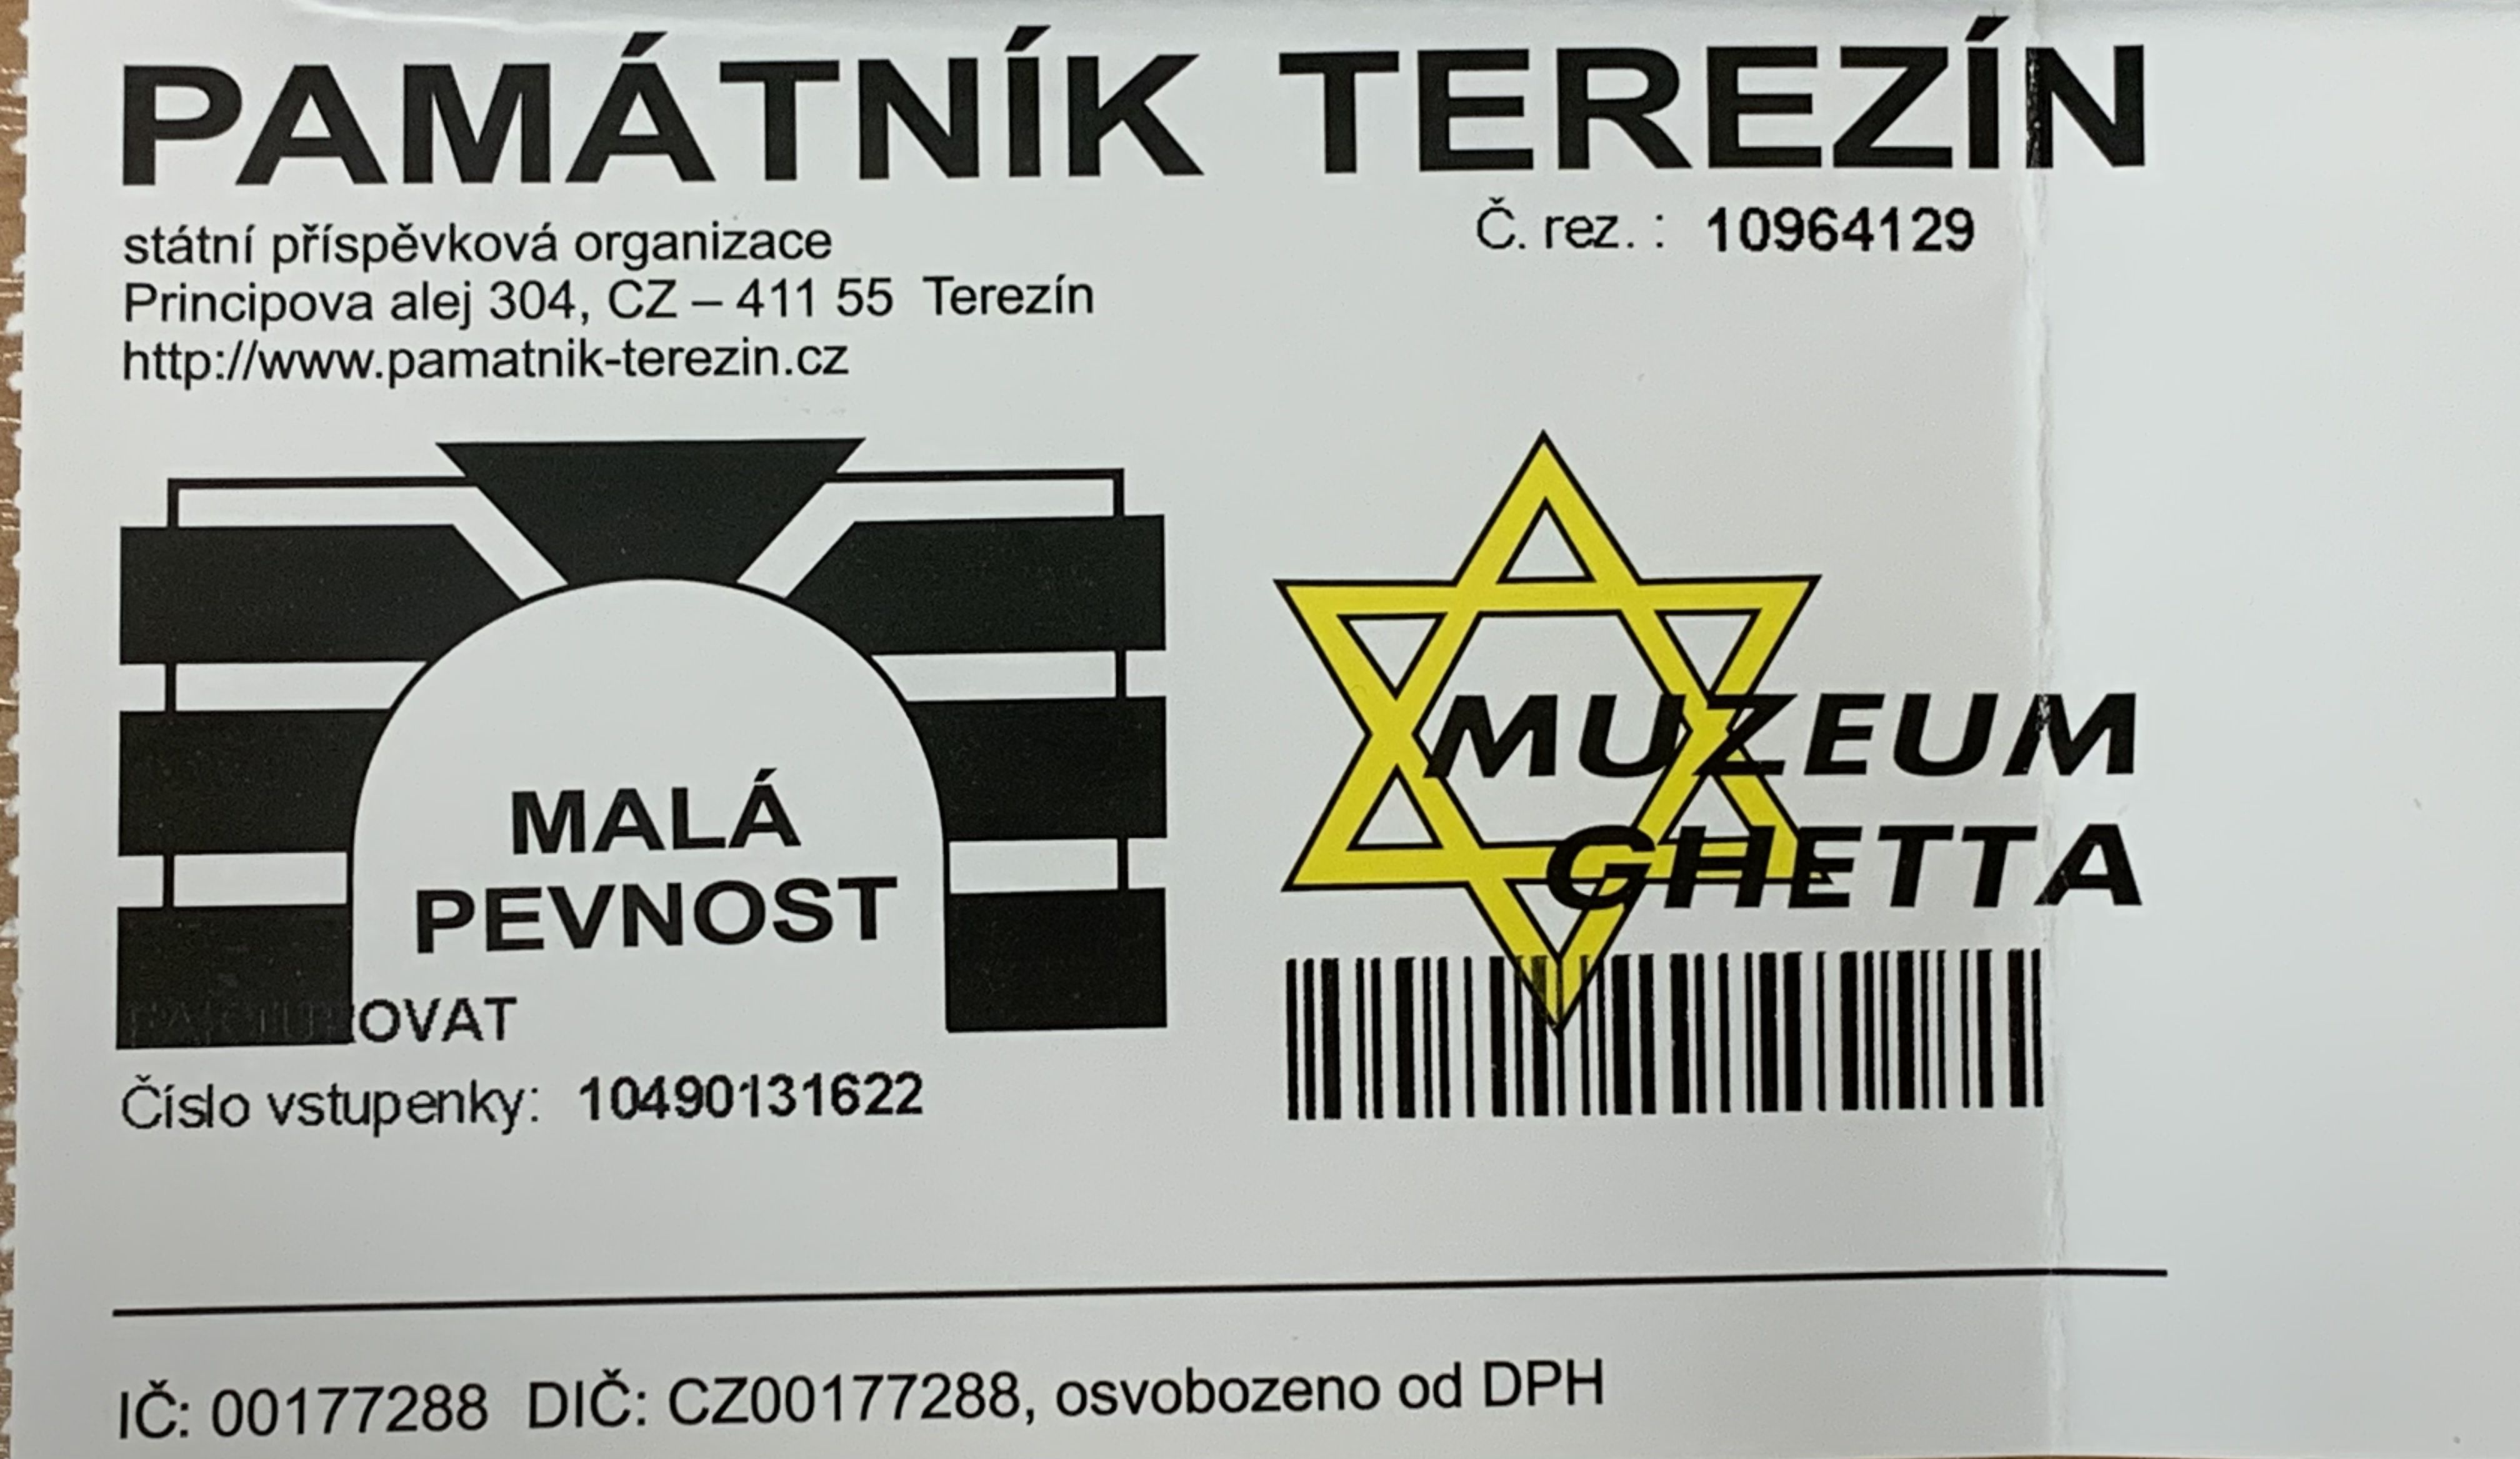 PAMÁTNÍK TEREZÍN
státní příspěvková organizace
Č. rez. : 10964129
Principova alej 304, CZ – 411 55 Terezín
http://www.pamatnik-terezin.cz
MALÁ
PEVNOST
MUZEUM
GHETTA
Číslo vstupenky: 10490131622
IČ: 00177288 DIČ: CZ00177288, osvobozeno od DPH